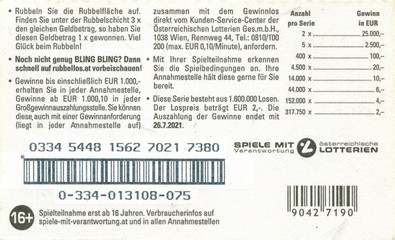 • Rubbeln Sie die Rubbelfläche auf.
Finden Sie unter der Rubbelschicht 3 x
den gleichen Geldbetrag, so haben Sie
diesen Geldbetrag 1 x gewonnen. Viel
Glück beim Rubbeln!
• Noch nicht genug BLING BLING? Dann
schnell auf rubbellos.at vorbeischauen!
• Gewinne bis einschließlich EUR 1.000,-
erhalten Sie in jeder Annahmestelle,
Gewinne ab EUR 1.000,10 in jeder
Großgewinnauszahlungsstelle. Sie können
diese, auch mit einer Gewinnanforderung
(liegt in jeder Annahmestelle auf)
zusammen mit dem Gewinnlos
direkt vom Kunden-Service-Center der
Österreichischen Lotterien Ges.m.b.H.,
1038 Wien, Rennweg 44, Tel.: 0810/100
200 (max. EUR 0,10/Minute), anfordern.
• Mit Ihrer Spielteilnahme erkennen
Sie die Spielbedingungen an. Ihre
Annahmestelle hält diese gerne für Sie
bereit.
• Diese Serie besteht aus 1.600.000 Losen.
Der Lospreis beträgt EUR 2,-. Die
Auszahlung der Gewinne endet mit
26.7.2021.
Anzahl pro Serie Gewinn in EUR
2 x 25.000,-
5 x 2.500,-
400 x 100,-
4.500 x 20,-
14.000 x 10,-
44.000 x 6,-
152.000 x 4,-
317.750 x 2,-
0334 5448 1562 7021 7380
SPIELE MIT Verantwortung
österreichische LOTTERIEN
0-334-013108-075
9042 7190
16+
Spielteilnahme erst ab 16 Jahren. Verbraucherinfos auf
spiele-mit-verantwortung.at und in allen Annahmestellen